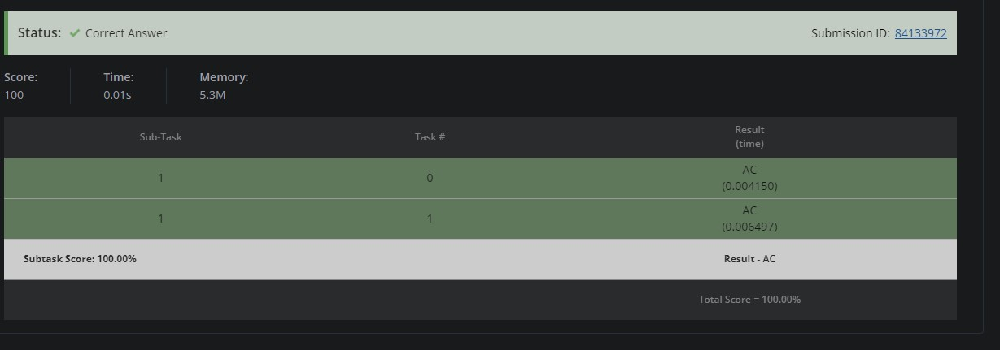 Status: Correct Answer Submission ID: 84133972
Score: Time: Memory:
100 0.01s 5.3M
Sub-Task Task # Result
(time)
1 0 AC
(0.004150)
1 1 AC
(0.006497)
Subtask Score: 100.00% Result - AC
Total Score = 100.00%